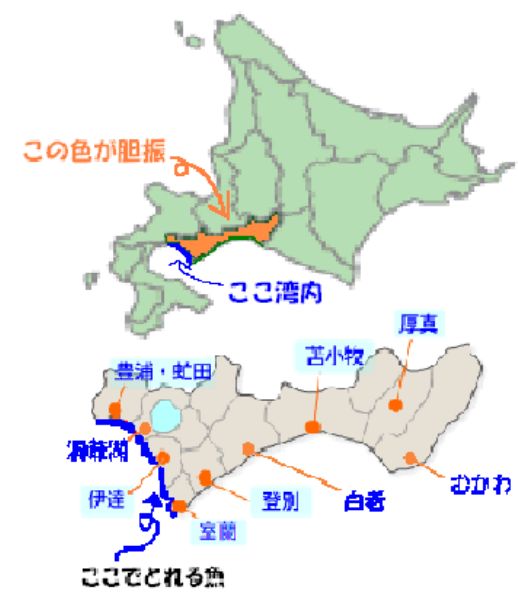 この色が胆振
ここ湾内
厚真
苫小牧
豊浦・虻田
洞爺湖
むかわ
伊達
登別
白老
室蘭
ここでとれる魚